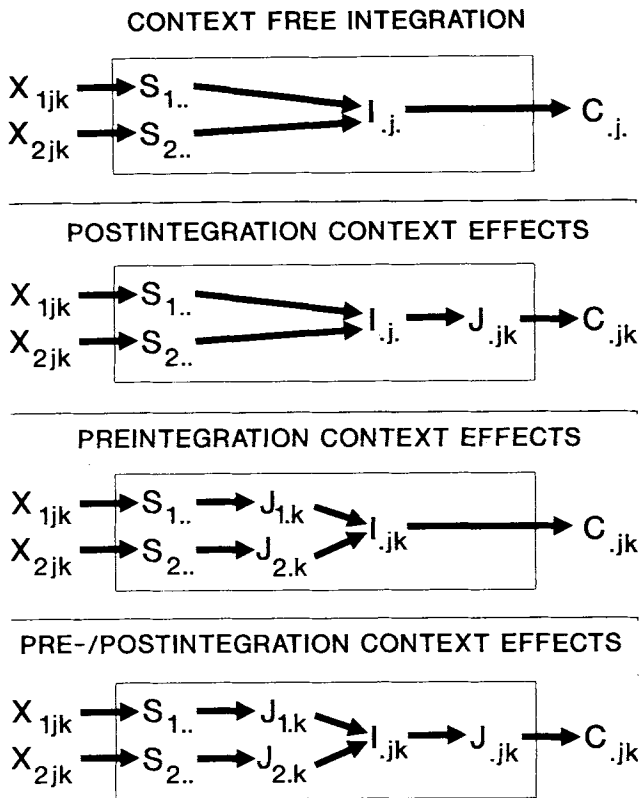 CONTEXT FREE INTEGRATION
X1jk S1..
I.j. C.j.
X2jk S2..
POSTINTEGRATION CONTEXT EFFECTS
X1jk S1..
I.j. J.jk C.jk
X2jk S2..
PREINTEGRATION CONTEXT EFFECTS
X1jk S1.. J1.k
I.jk C.jk
X2jk S2.. J2.k
PRE-/POSTINTEGRATION CONTEXT EFFECTS
X1jk S1.. J1.k
I.jk J.jk C.jk
X2jk S2.. J2.k